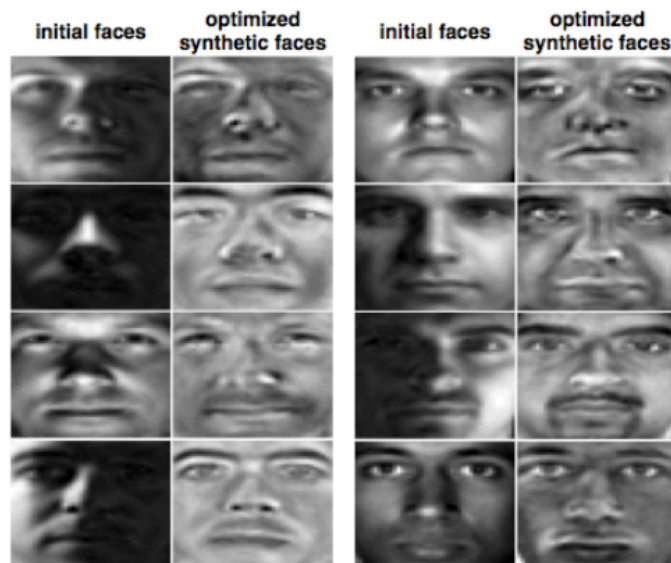 initial faces
optimized
synthetic faces
initial faces
optimized
synthetic faces